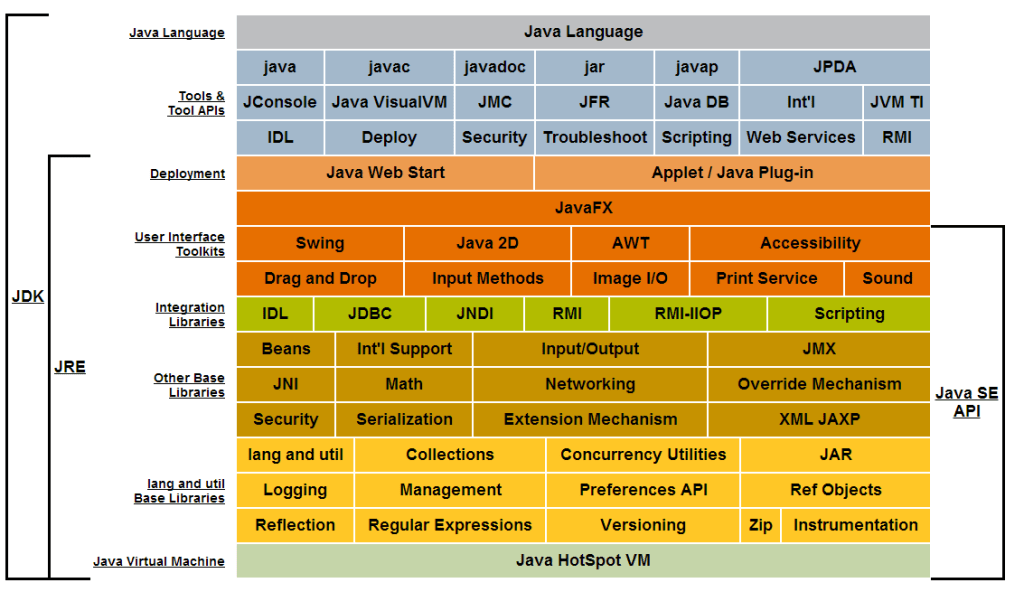 Java Language Java Language
java javac javadoc jar javap JPDA
Tools &
Tool APIs
JConsole Java VisualVM JMC JFR Java DB Int'l JVM TI
IDL Deploy Security Troubleshoot Scripting Web Services RMI
Deployment Java Web Start Applet / Java Plug-in
JavaFX
User Interface
Toolkits
Swing Java 2D AWT Accessibility
Drag and Drop Input Methods Image I/O Print Service Sound
JDK
Integration
Libraries
IDL JDBC JNDI RMI RMI-IIOP Scripting
Beans Int'l Support Input/Output JMX
JRE
Other Base
Libraries
JNI Math Networking Override Mechanism
Java SE
API
Security Serialization Extension Mechanism XML JAXP
lang and util Collections Concurrency Utilities JAR
lang and util
Base Libraries
Logging Management Preferences API Ref Objects
Reflection Regular Expressions Versioning Zip Instrumentation
Java Virtual Machine Java HotSpot VM